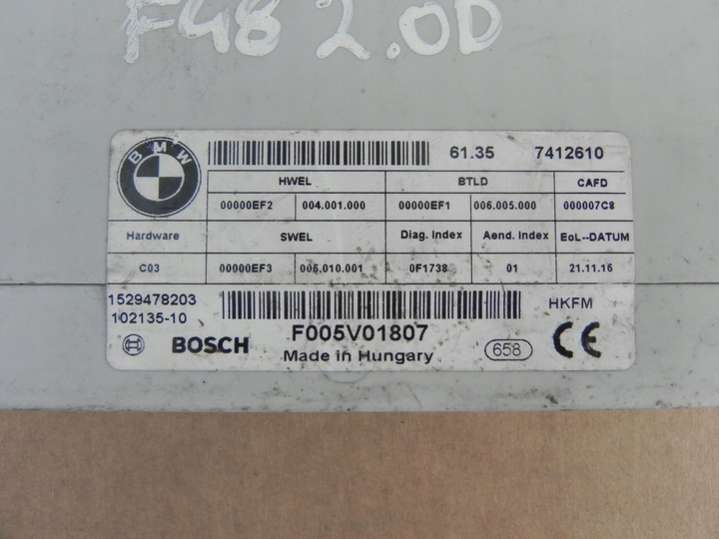 F48 2.0D
BMW
61.35 7412610
HWEL BTLD CAFD
00000EF2 004.001.000 00000EF1 006.005.000 000007C8
Hardware SWEL Diag. Index Aend. Index EoL--DATUM
C03 00000EF3 006.010.001 0F1738 01 21.11.16
1529478203
102135-10
HKFM
BOSCH
F005V01807
Made in Hungary
658
CE